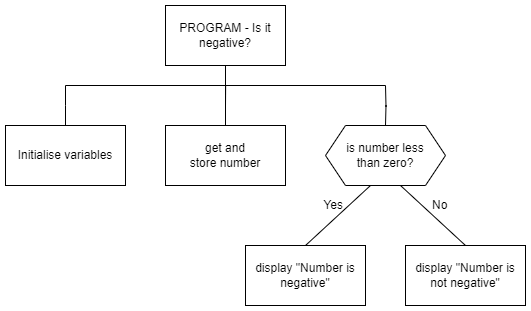 PROGRAM - Is it
negative?
Initialise variables
get and
store number
is number less
than zero?
Yes
No
display "Number is
negative"
display "Number is
not negative"